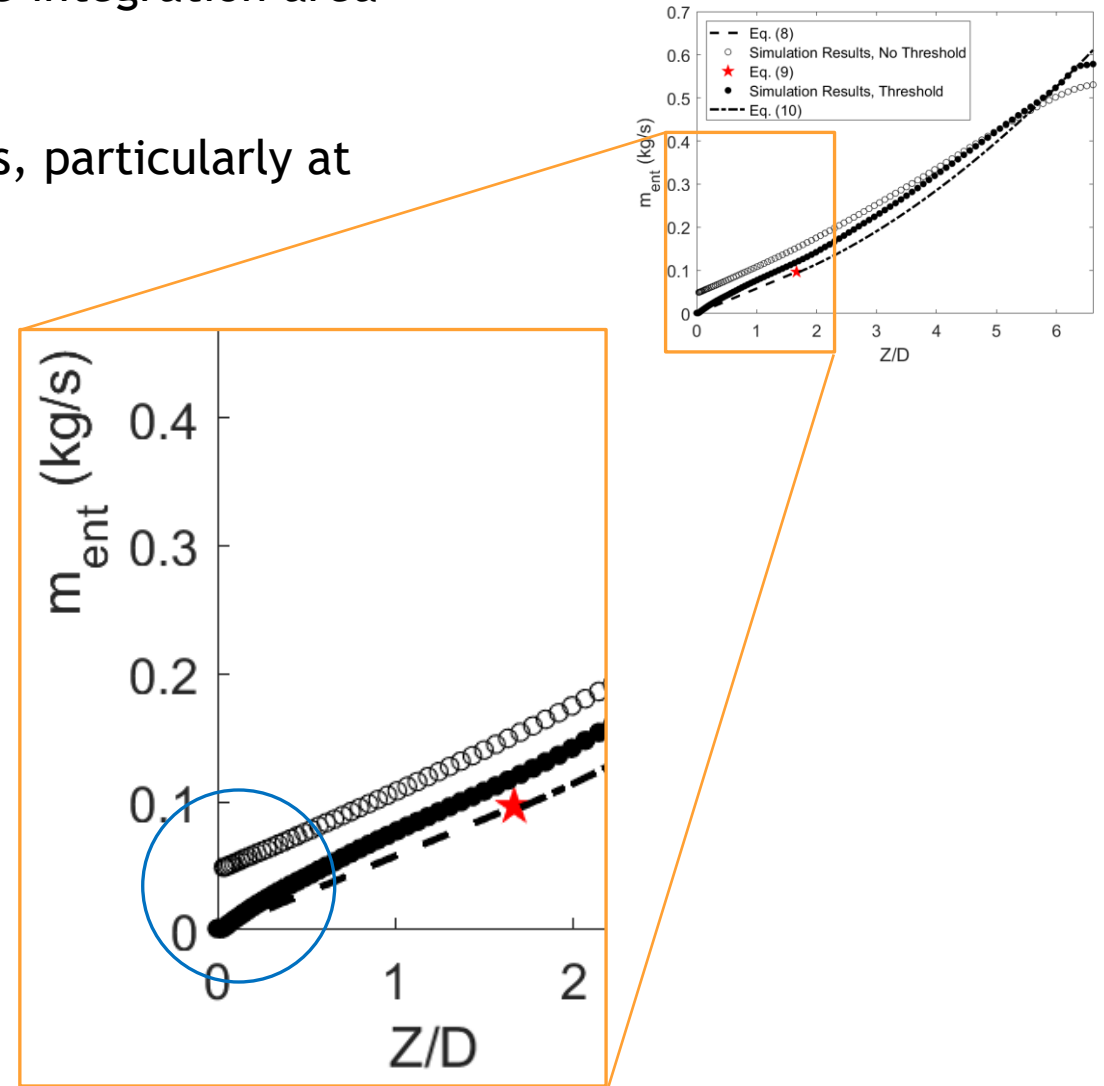 integration area
s, particularly at
0.7
0.6
0.5
0.4
0.3
0.2
0.1
0
m_ent (kg/s)
Eq. (8)
Simulation Results, No Threshold
Eq. (9)
Simulation Results, Threshold
Eq. (10)
0 1 2 3 4 5 6
Z/D
m_ent (kg/s)
0.4
0.3
0.2
0.1
0
0 1 2
Z/D